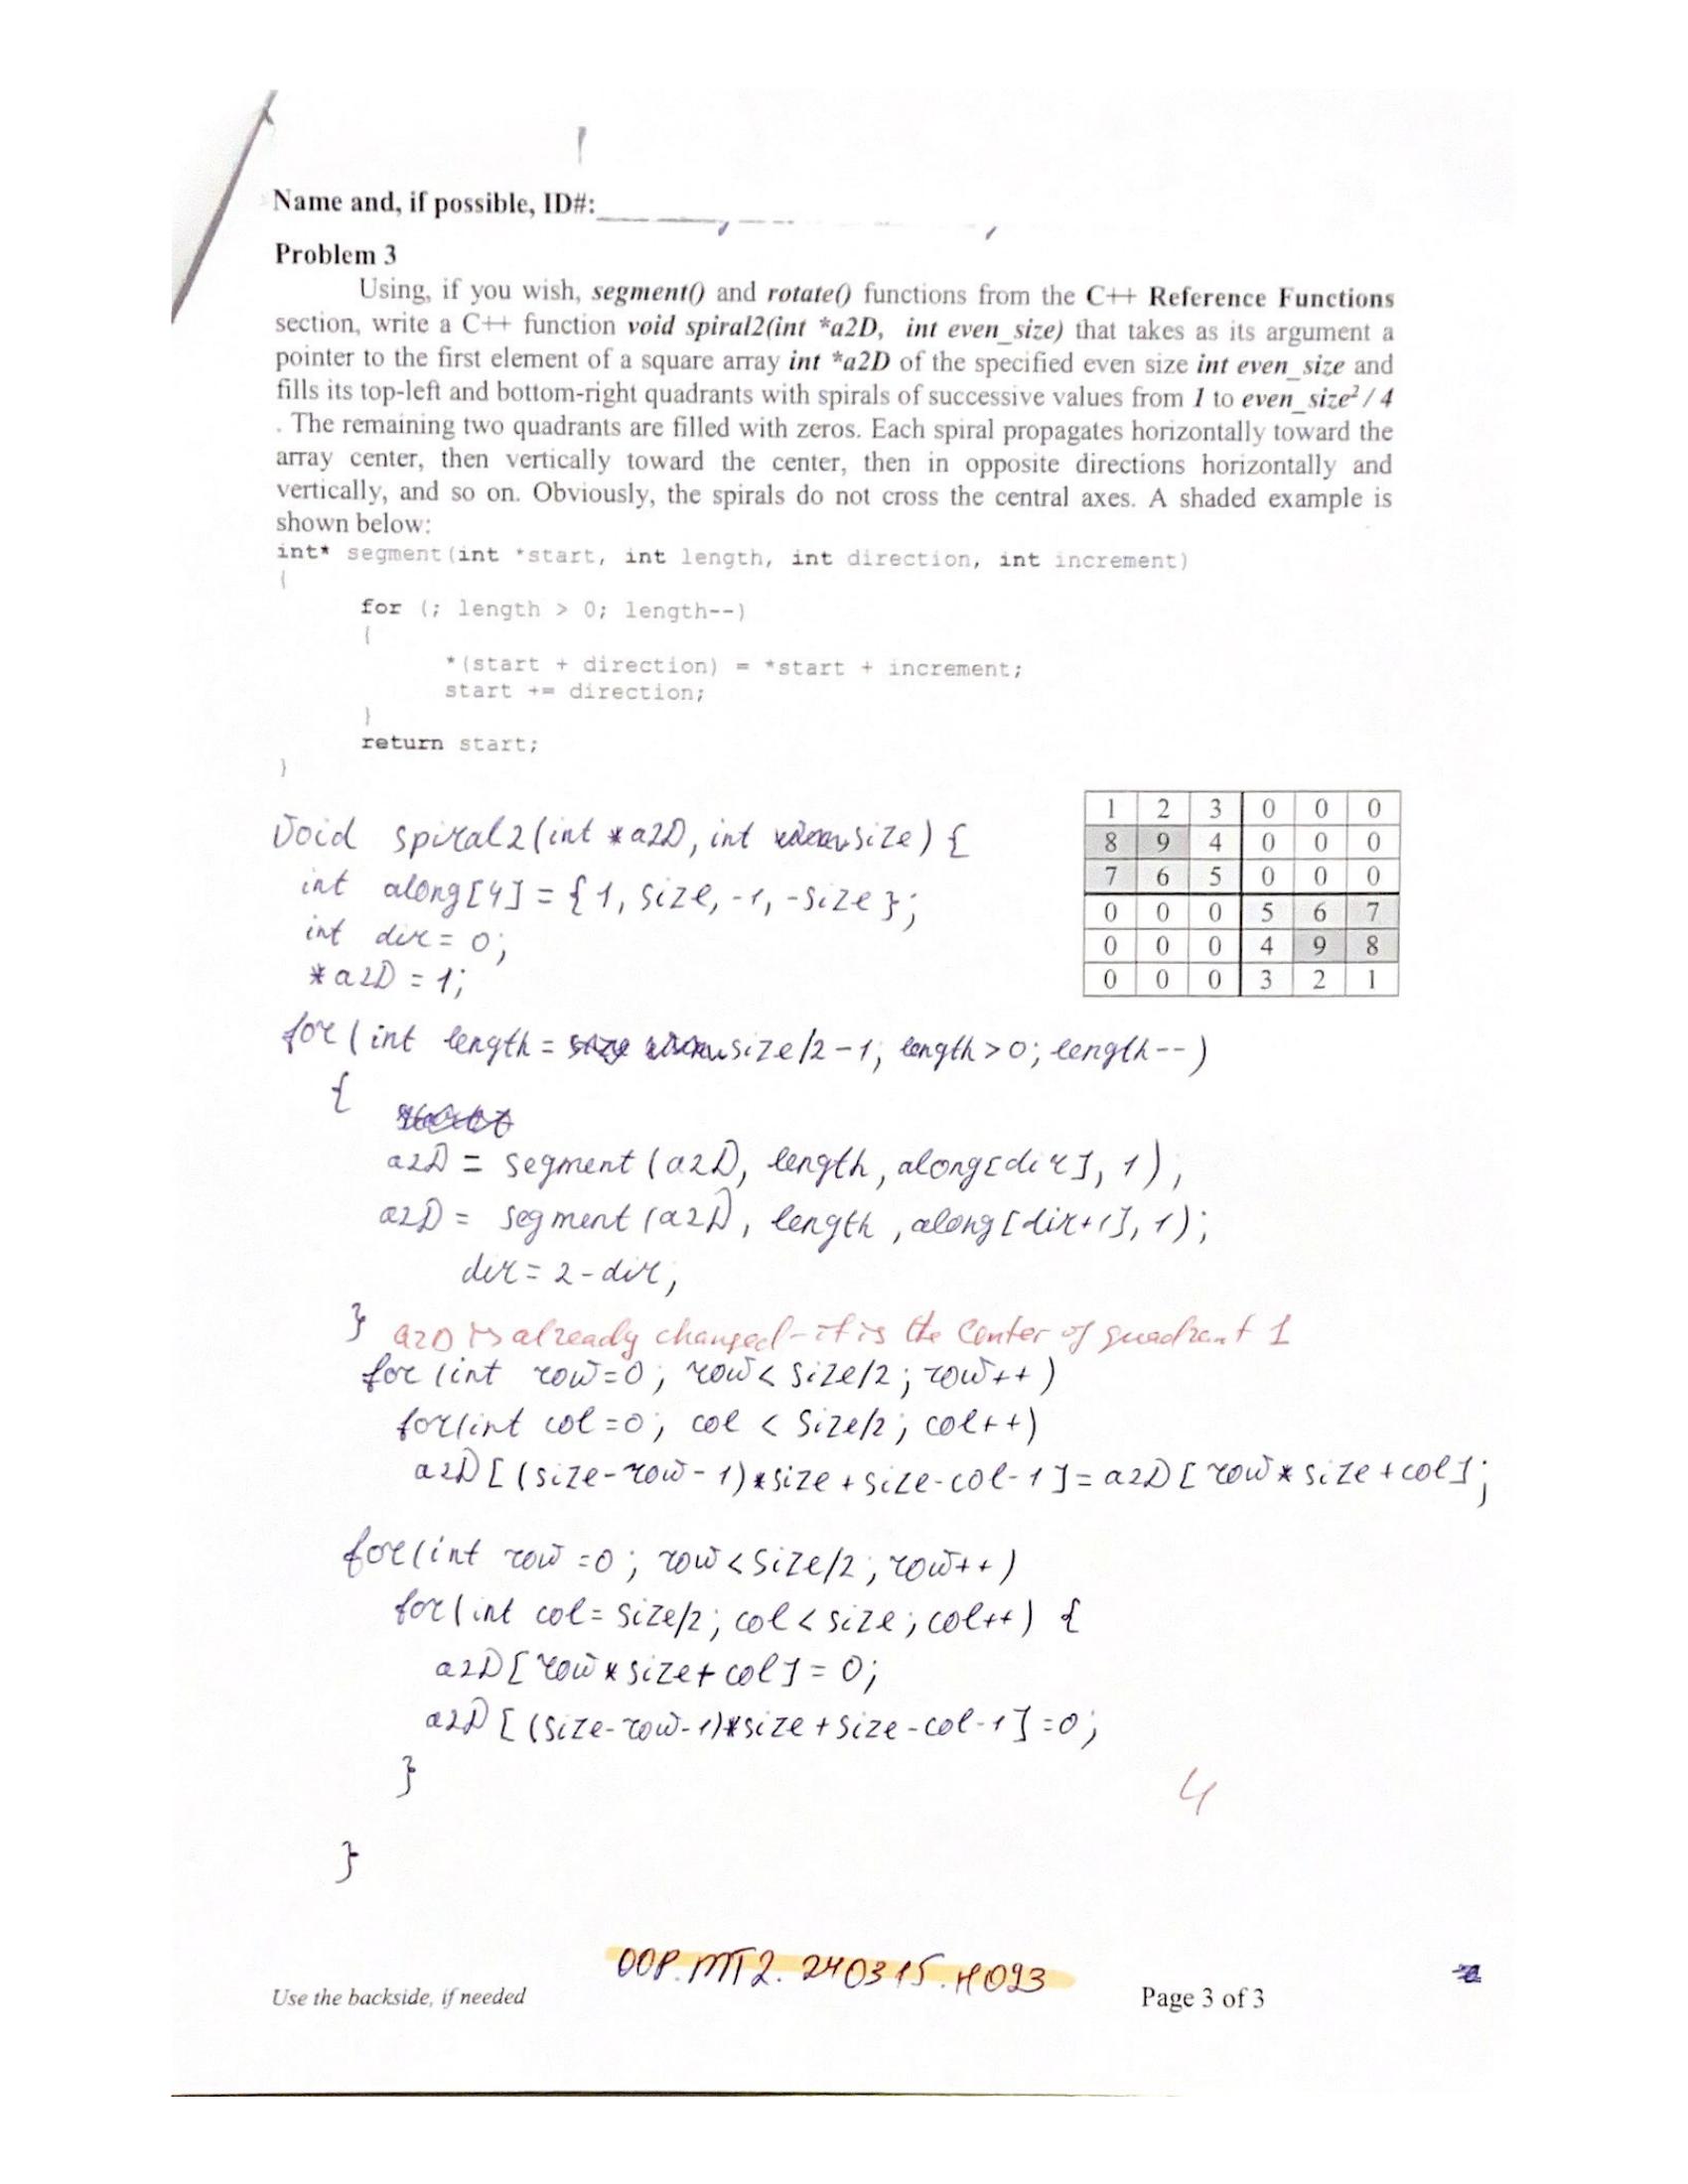 Name and, if possible, ID#:
Problem 3
Using, if you wish, segment() and rotate() functions from the C++ Reference Functions
section, write a C++ function void spiral2(int *a2D, int even_size) that takes as its argument a
pointer to the first element of a square array int *a2D of the specified even size int even_size and
fills its top-left and bottom-right quadrants with spirals of successive values from 1 to even_size² / 4
. The remaining two quadrants are filled with zeros. Each spiral propagates horizontally toward the
array center, then vertically toward the center, then in opposite directions horizontally and
vertically, and so on. Obviously, the spirals do not cross the central axes. A shaded example is
shown below:
int* segment(int *start, int length, int direction, int increment)
{
for (; length > 0; length--)
{
*(start + direction) = *start + increment;
start += direction;
}
return start;
}
1 2 3 0 0 0
8 9 4 0 0 0
7 6 5 0 0 0
0 0 0 5 6 7
0 0 0 4 9 8
0 0 0 3 2 1
void spiral2(int *a2D, int size) {
int along[4] = {1, size, -1, -size};
int dir = 0;
*a2D = 1;
for (int length = size/2-1; length>0; length--)
{
a2D = segment(a2D, length, along[dir], 1);
a2D = segment(a2D, length, along[dir+1], 1);
dir = 2-dir;
}
a2D is already changed - it is the center of quadrant 1
for (int row=0; row< size/2; row++)
for(int col=0; col < size/2; col++)
a2D[(size-row-1)*size+size-col-1] = a2D[row*size+col];
for(int row=0; row<size/2; row++)
for(int col=size/2; col<size; col++) {
a2D[row*size+col] = 0;
a2D[(size-row-1)*size+size-col-1]=0;
}
4
}
OOP.MT2.240315.H093
Use the backside, if needed
Page 3 of 3